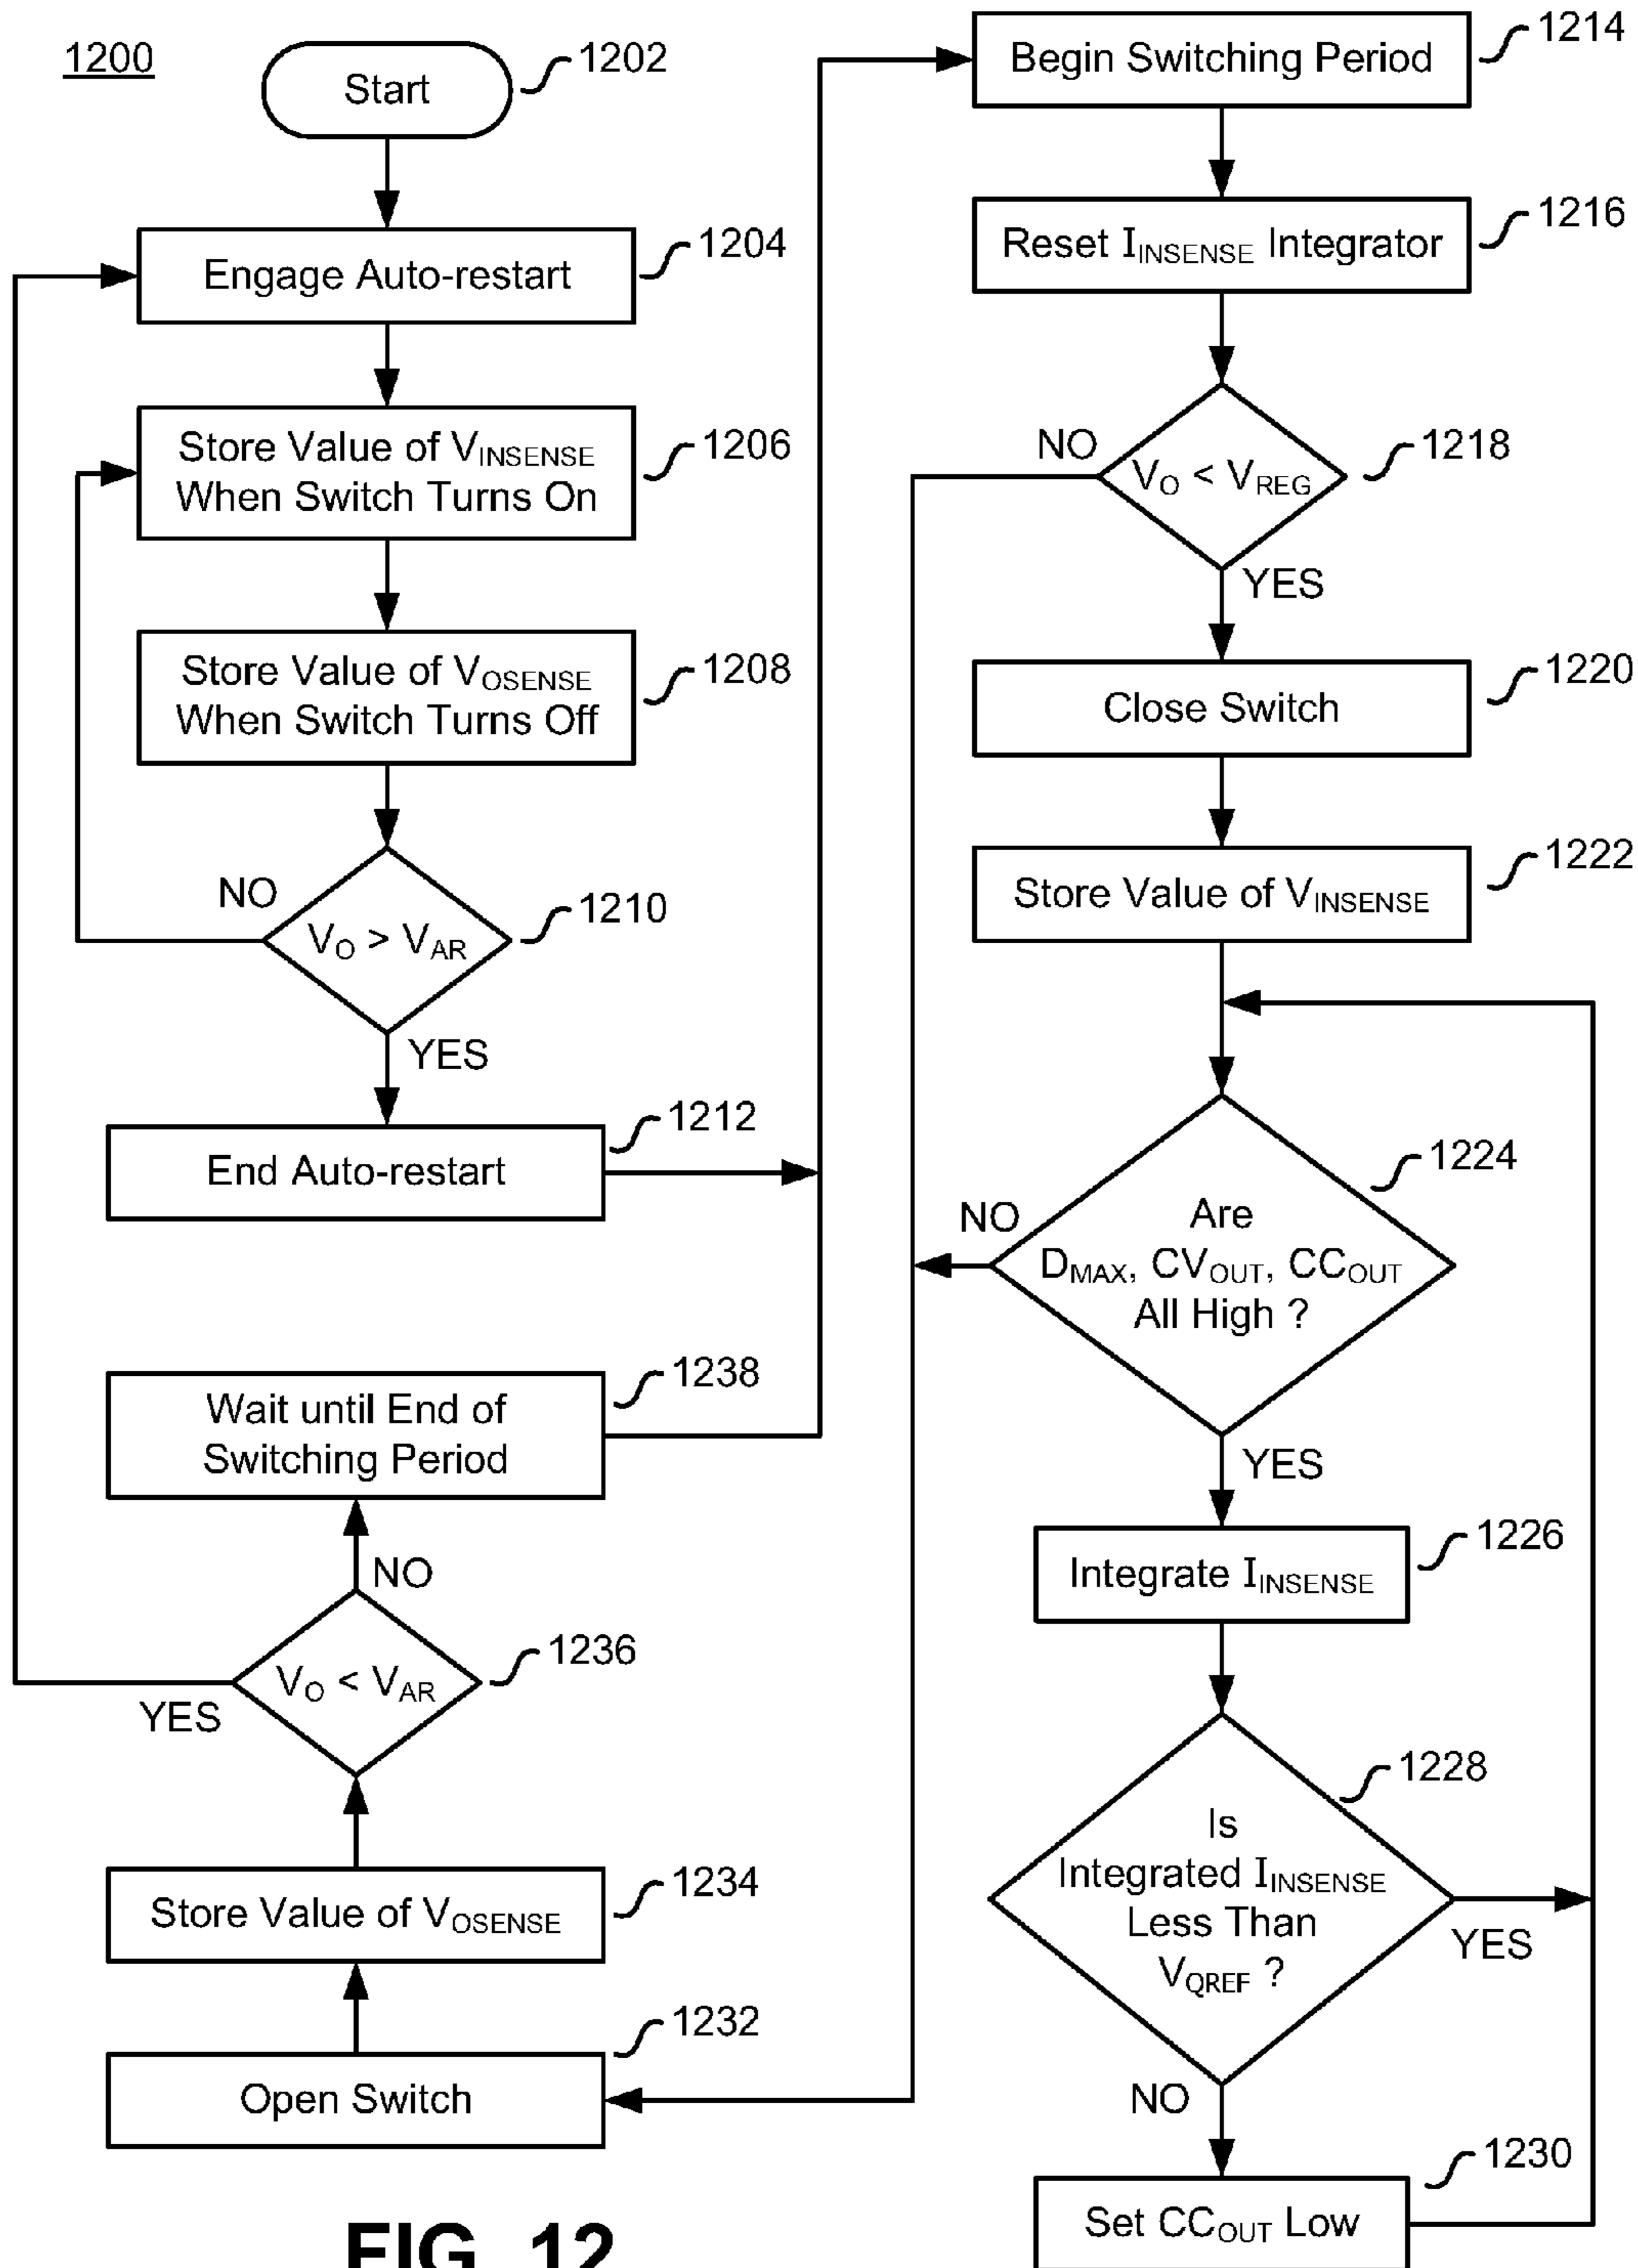 1200
Start
1202
Engage Auto-restart
1204
Store Value of VINSENSE
When Switch Turns On
1206
Store Value of VOSENSE
When Switch Turns Off
1208
NO
VO > VAR
1210
YES
End Auto-restart
1212
Wait until End of
Switching Period
1238
NO
VO < VAR
1236
YES
Store Value of VOSENSE
1234
Open Switch
1232
Begin Switching Period
1214
Reset IINSENSE Integrator
1216
NO
VO < VREG
1218
YES
Close Switch
1220
Store Value of VINSENSE
1222
1224
NO
Are
DMAX, CVOUT, CCOUT
All High ?
YES
Integrate IINSENSE
1226
1228
Is
Integrated IINSENSE
Less Than
VQREF ?
YES
NO
1230
Set CCOUT Low
FIG. 12